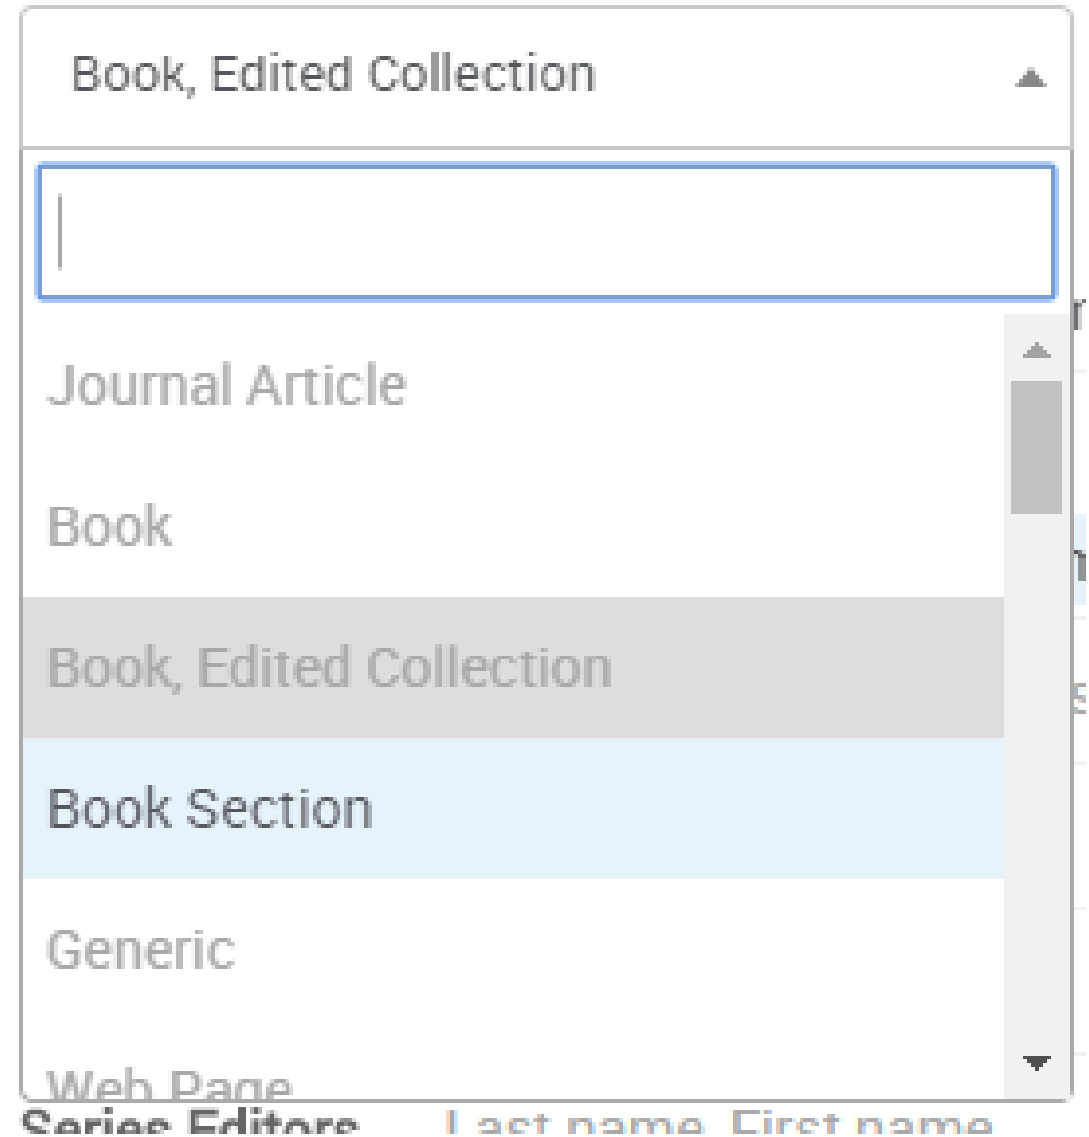 Book, Edited Collection
Journal Article
Book
Book, Edited Collection
Book Section
Generic
Web Page
Series Editors
Last name, First name